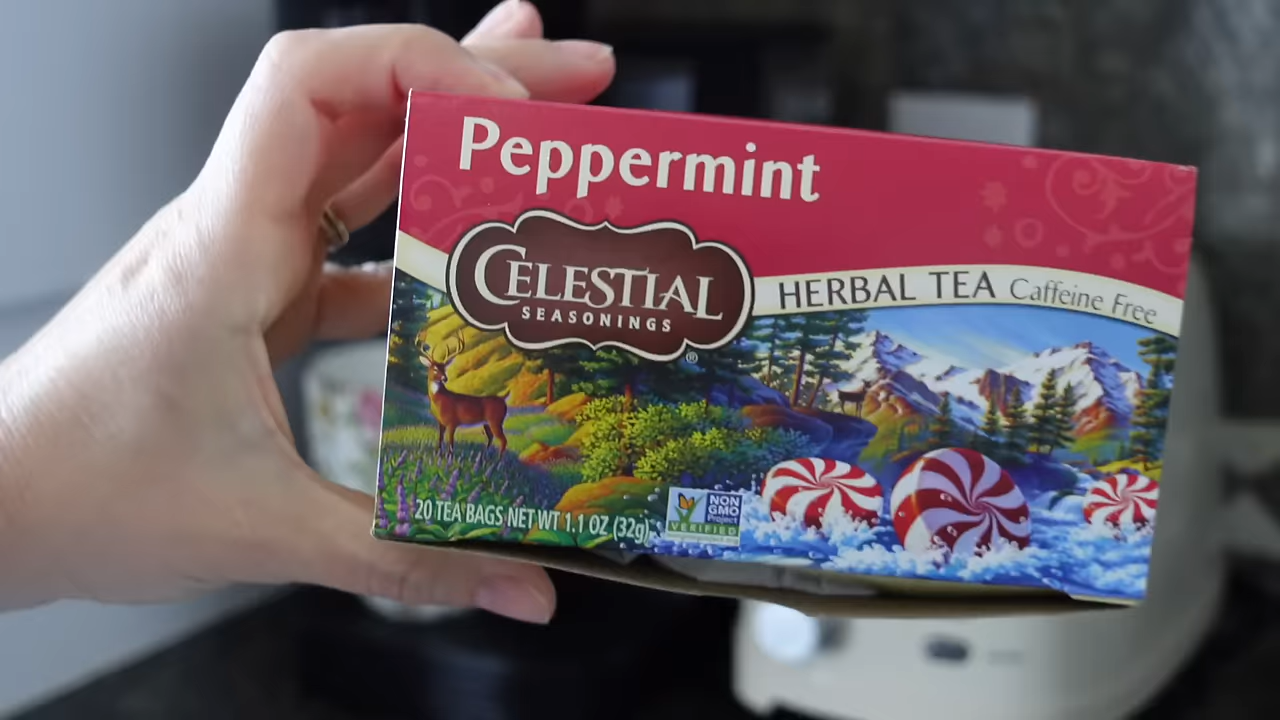 Peppermint
CELESTIAL
SEASONINGS
®
HERBAL TEA Caffeine Free
20 TEA BAGS NET WT 1.1 OZ (32g)
NON
GMO
Project
VERIFIED